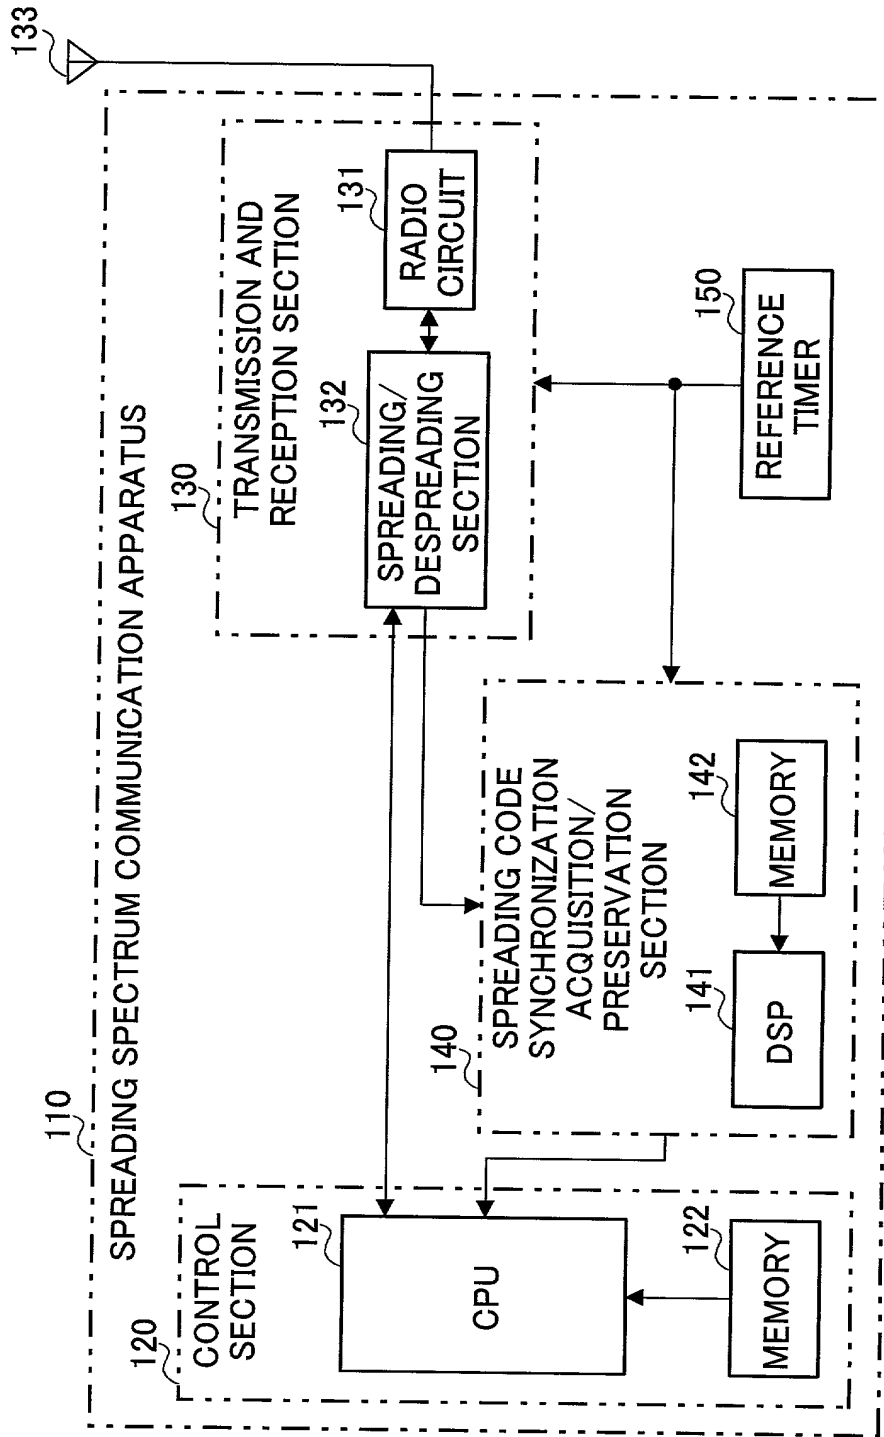 110
SPREADING SPECTRUM COMMUNICATION APPARATUS
133
120
CONTROL
SECTION
121
CPU
122
MEMORY
130
TRANSMISSION AND
RECEPTION SECTION
132
SPREADING/
DESPREADING
SECTION
131
RADIO
CIRCUIT
140
SPREADING CODE
SYNCHRONIZATION
ACQUISITION/
PRESERVATION
SECTION
141
DSP
142
MEMORY
150
REFERENCE
TIMER